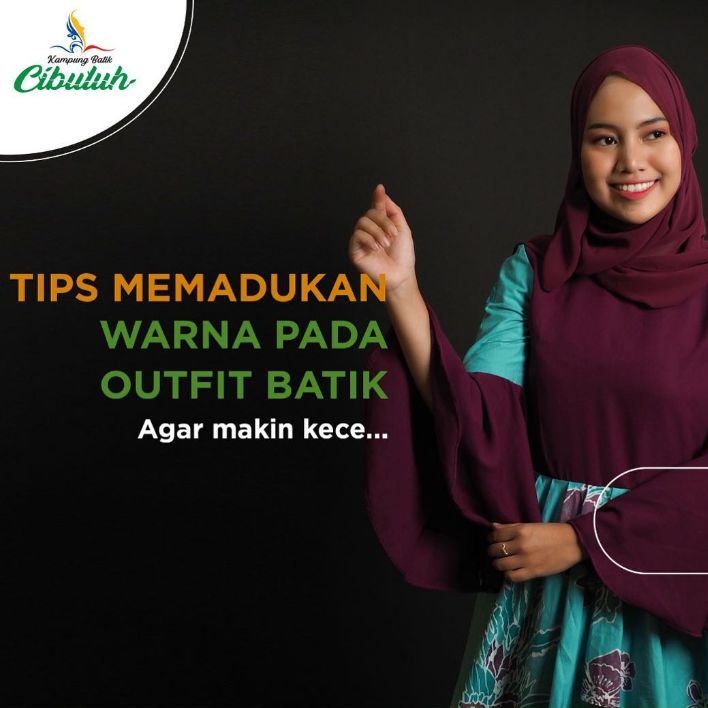 Kampung Batik
Cibuluh
TIPS MEMADUKAN
WARNA PADA
OUTFIT BATIK
Agar makin kece...